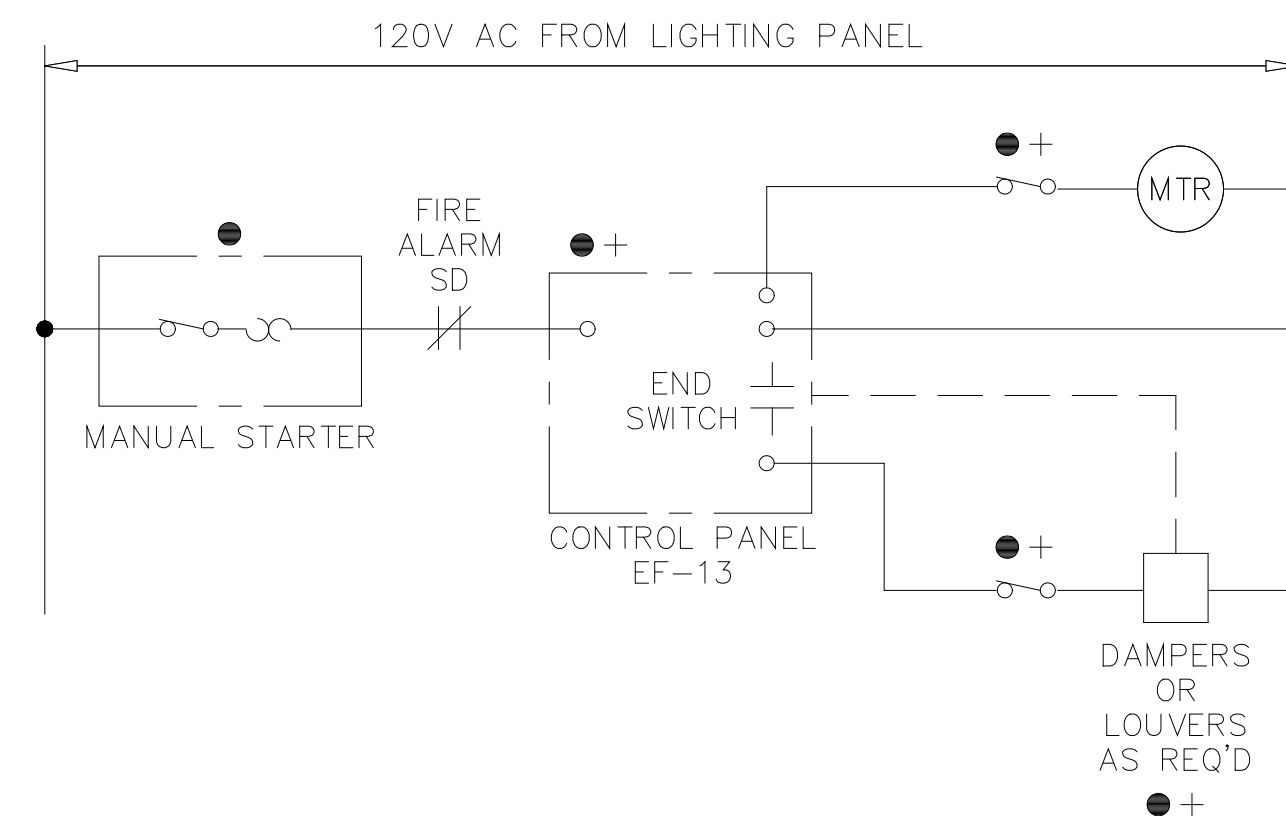 120V AC FROM LIGHTING PANEL
MTR
FIRE
ALARM
SD
END
SWITCH
MANUAL STARTER
CONTROL PANEL
EF-13
DAMPERS
OR
LOUVERS
AS REQ'D